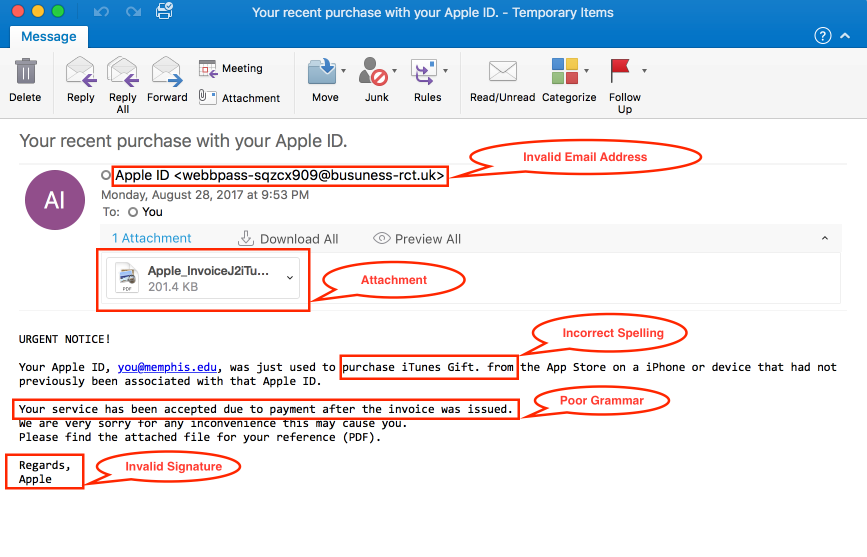 Your recent purchase with your Apple ID. - Temporary Items
Message
?
Delete
Reply
Reply All
Forward
Meeting
Attachment
Move
Junk
Rules
Read/Unread
Categorize
Follow Up
Your recent purchase with your Apple ID.
Invalid Email Address
AI
Apple ID <webbpass-sqzcx909@busuness-rct.uk>
Monday, August 28, 2017 at 9:53 PM
To: You
1 Attachment
Download All
Preview All
PDF
Apple_InvoiceJ2iTu...
201.4 KB
Attachment
URGENT NOTICE!
Incorrect Spelling
Your Apple ID, you@memphis.edu, was just used to purchase iTunes Gift. from the App Store on a iPhone or device that had not
previously been associated with that Apple ID.
Your service has been accepted due to payment after the invoice was issued.
Poor Grammar
We are very sorry for any inconvenience this may cause you.
Please find the attached file for your reference (PDF).
Regards,
Apple
Invalid Signature